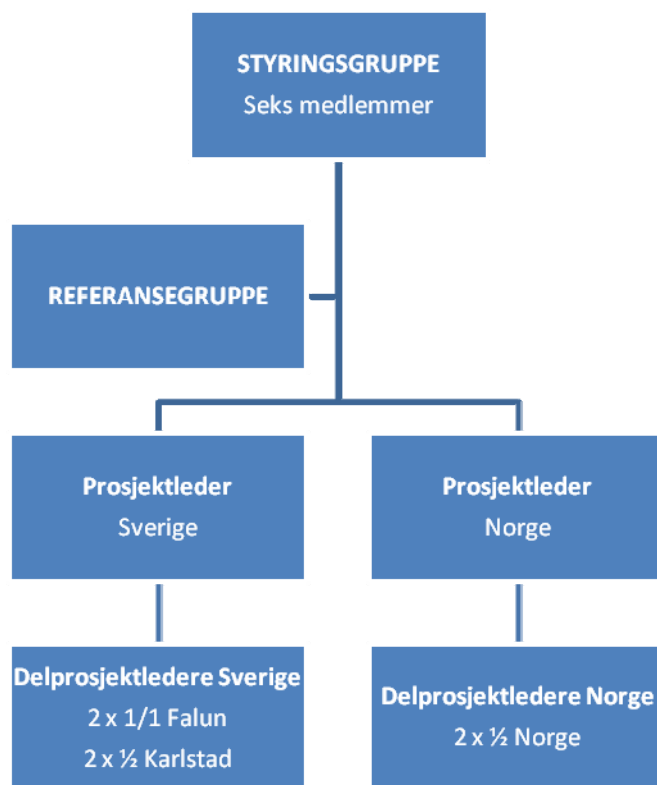 STYRINGSGRUPPE
Seks medlemmer
REFERANSEGRUPPE
Prosjektleder
Sverige
Prosjektleder
Norge
Delprosjektledere Sverige
2 x 1/1 Falun
2 x ½ Karlstad
Delprosjektledere Norge
2 x ½ Norge